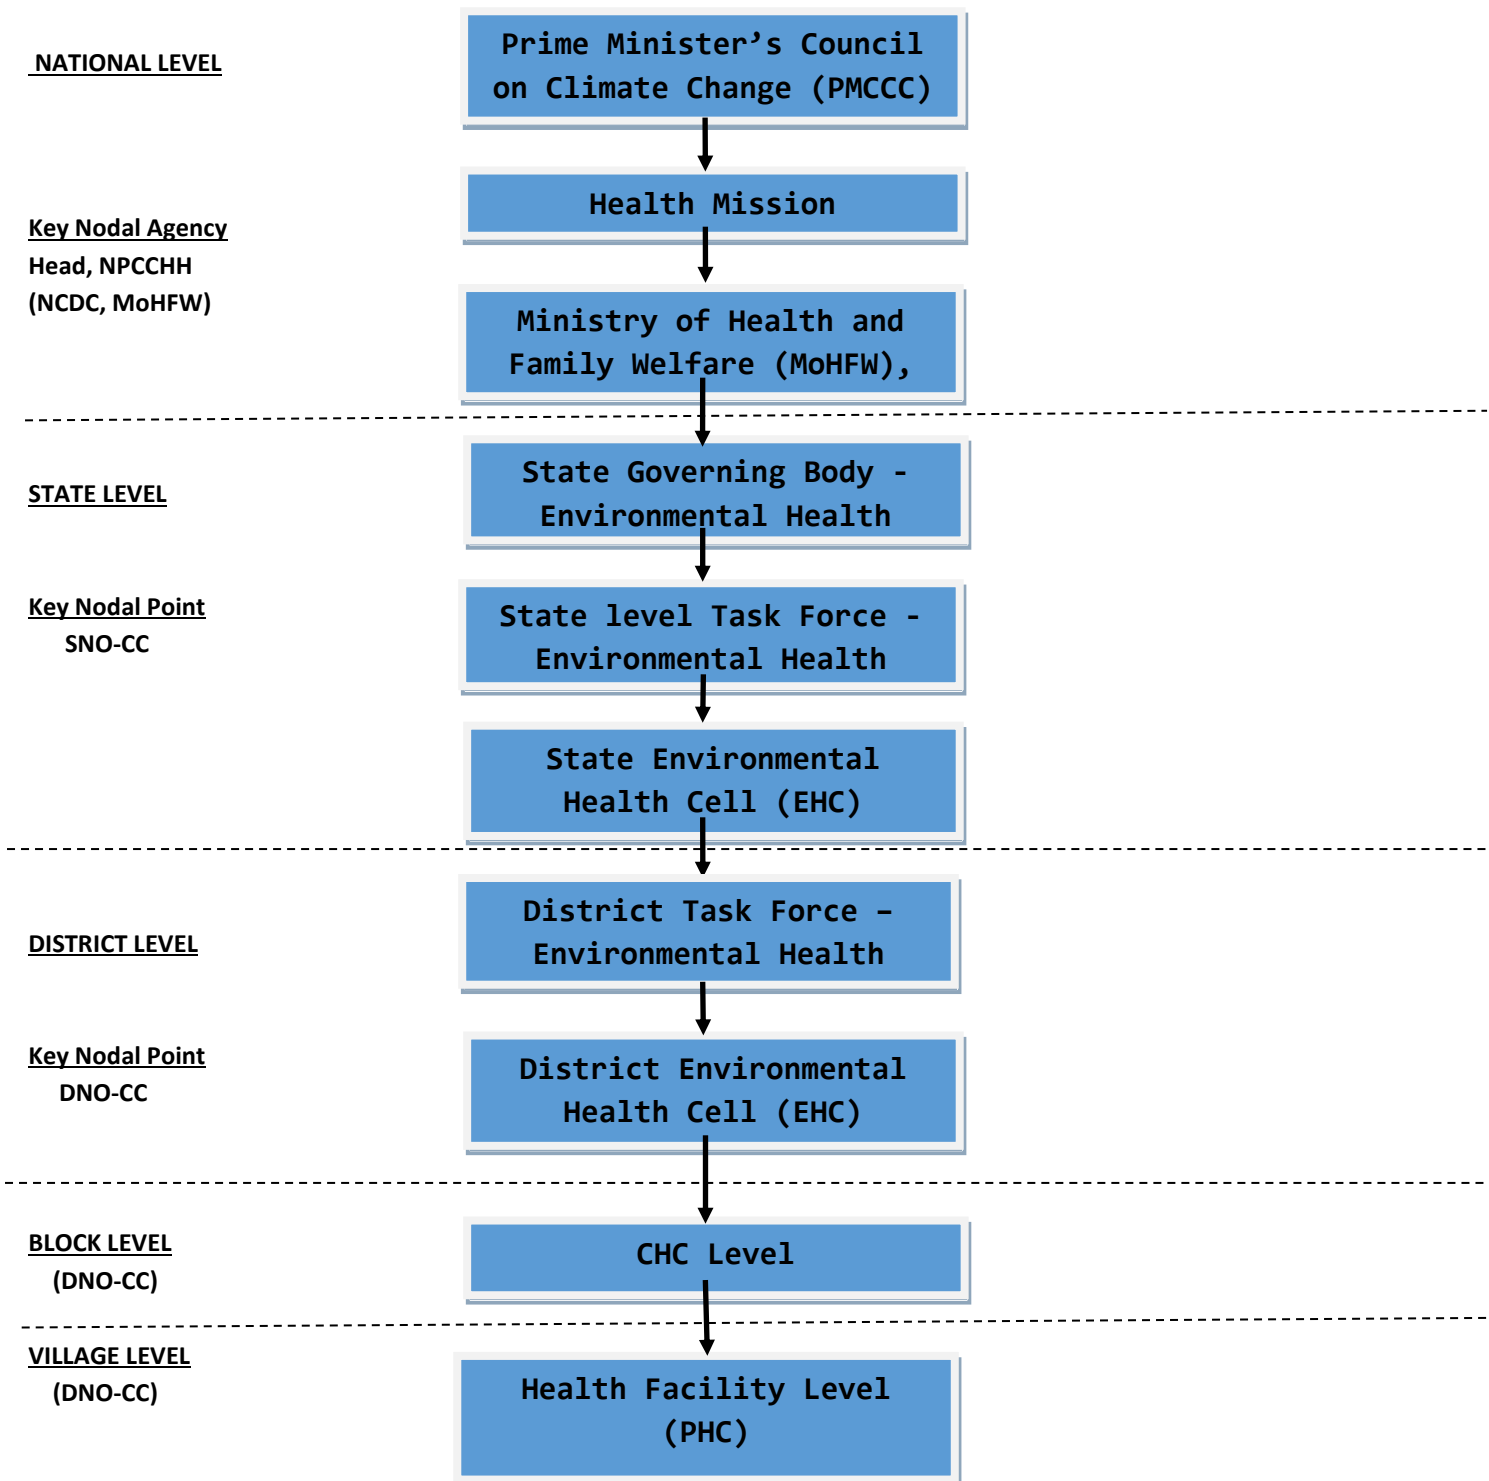 Prime Minister’s Council
on Climate Change (PMCCC)
NATIONAL LEVEL
Health Mission
Key Nodal Agency
Head, NPCCHH
(NCDC, MoHFW)
Ministry of Health and
Family Welfare (MoHFW),
State Governing Body -
Environmental Health
STATE LEVEL
Key Nodal Point
SNO-CC
State level Task Force -
Environmental Health
State Environmental
Health Cell (EHC)
District Task Force –
Environmental Health
DISTRICT LEVEL
Key Nodal Point
DNO-CC
District Environmental
Health Cell (EHC)
BLOCK LEVEL
(DNO-CC)
CHC Level
VILLAGE LEVEL
(DNO-CC)
Health Facility Level
(PHC)